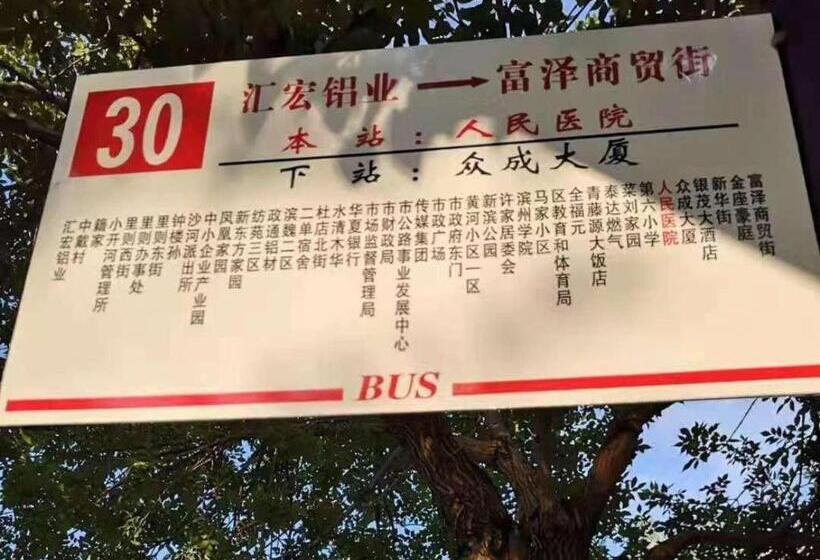 30
汇宏铝业→富泽商贸街
本站：人民医院
下站：众成大厦
汇宏铝业
中戴村
籍家
小开河管理所
里则西街
里则办事处
里则东街
钟楼孙
沙河派出所
中小企业产业园
凤凰家园
新东方家园
纺苑三区
政通铝材
滨魏二区
二单宿舍
杜店北街
水清木华
华夏银行
市场监督管理局
市财政局
市公路事业发展中心
传媒集团
市政广场
市政府东门
黄河小区一区
新滨公园
许家居委会
滨州学院
马家小区
区教育和体育局
全福元
青藤源大饭店
泰达燃气
菜刘家园
第六小学
人民医院
众成大厦
银茂大酒店
新华街
金座豪庭
富泽商贸街
BUS